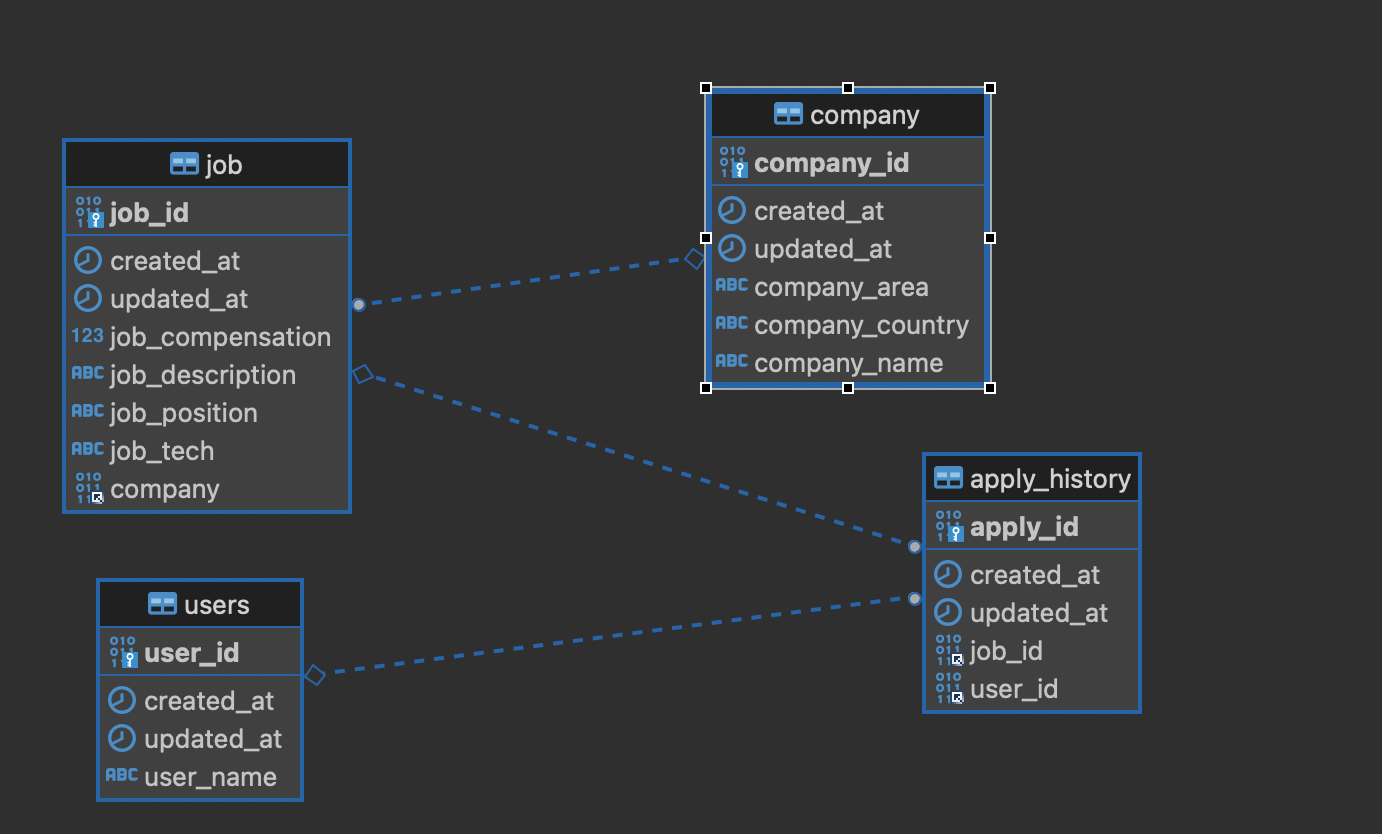 job
job_id
created_at
updated_at
123 job_compensation
ABC job_description
ABC job_position
ABC job_tech
company
company
company_id
created_at
updated_at
ABC company_area
ABC company_country
ABC company_name
apply_history
apply_id
created_at
updated_at
job_id
user_id
users
user_id
created_at
updated_at
ABC user_name